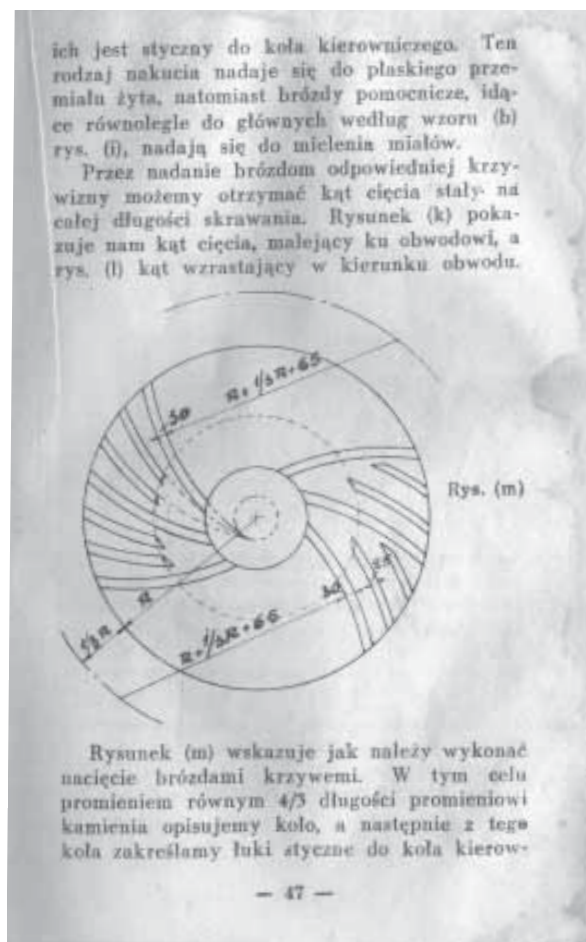 ich jest styczny do koła kierowniczego. Ten
rodzaj nakucia nadaje się do płaskiego prze-
miału żyta, natomiast brózdy pomocnicze, idą-
ce równolegle do głównych według wzoru (b)
rys. (i), nadają się do mielenia miałów.
Przez nadanie brózdom odpowiedniej krzy-
wizny możemy otrzymać kąt cięcia stały na
całej długości skrawania. Rysunek (k) poka-
zuje nam kąt cięcia, malejący ku obwodowi, a
rys. (l) kąt wzrastający w kierunku obwodu.
30
R+1/3R+65
Rys. (m)
R
1/3R
30
R+1/3R+65
Rysunek (m) wskazuje jak należy wykonać
nacięcie brózdami krzywemi. W tym celu
promieniem równym 4/3 długości promieniowi
kamienia opisujemy koło, a następnie z tego
koła zakreślamy łuki styczne do koła kierow-
— 47 —